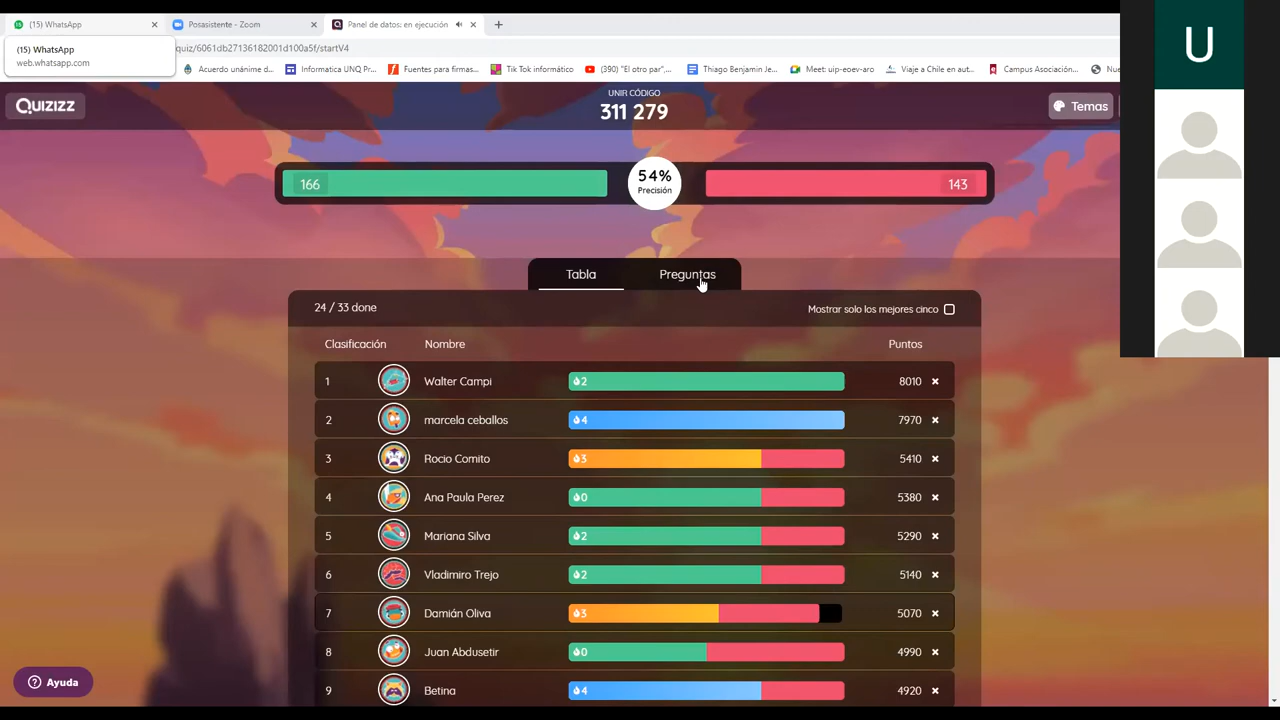 (15) WhatsApp
Posasistente - Zoom
Panel de datos: en ejecución
(15) WhatsApp
web.whatsapp.com
quiz/6061db27136182001d100a5f/startV4
Acuerdo unánime d...
Informatica UNQ Pr...
Fuentes para firmas...
Tik Tok informático
(390) "El otro par",...
Thiago Benjamin Je...
Meet: uip-eoev-aro
Viaje a Chile en aut...
Campus Asociación...
Nue
Quizizz
UNIR CÓDIGO
311 279
Temas
U
166
54%
Precisión
143
Tabla
Preguntas
24 / 33 done
Mostrar solo los mejores cinco
Clasificación Nombre Puntos
1 Walter Campi 2 8010
2 marcela ceballos 4 7970
3 Rocio Comito 3 5410
4 Ana Paula Perez 0 5380
5 Mariana Silva 2 5290
6 Vladimiro Trejo 2 5140
7 Damián Oliva 3 5070
8 Juan Abdusetir 0 4990
9 Betina 4 4920
Ayuda